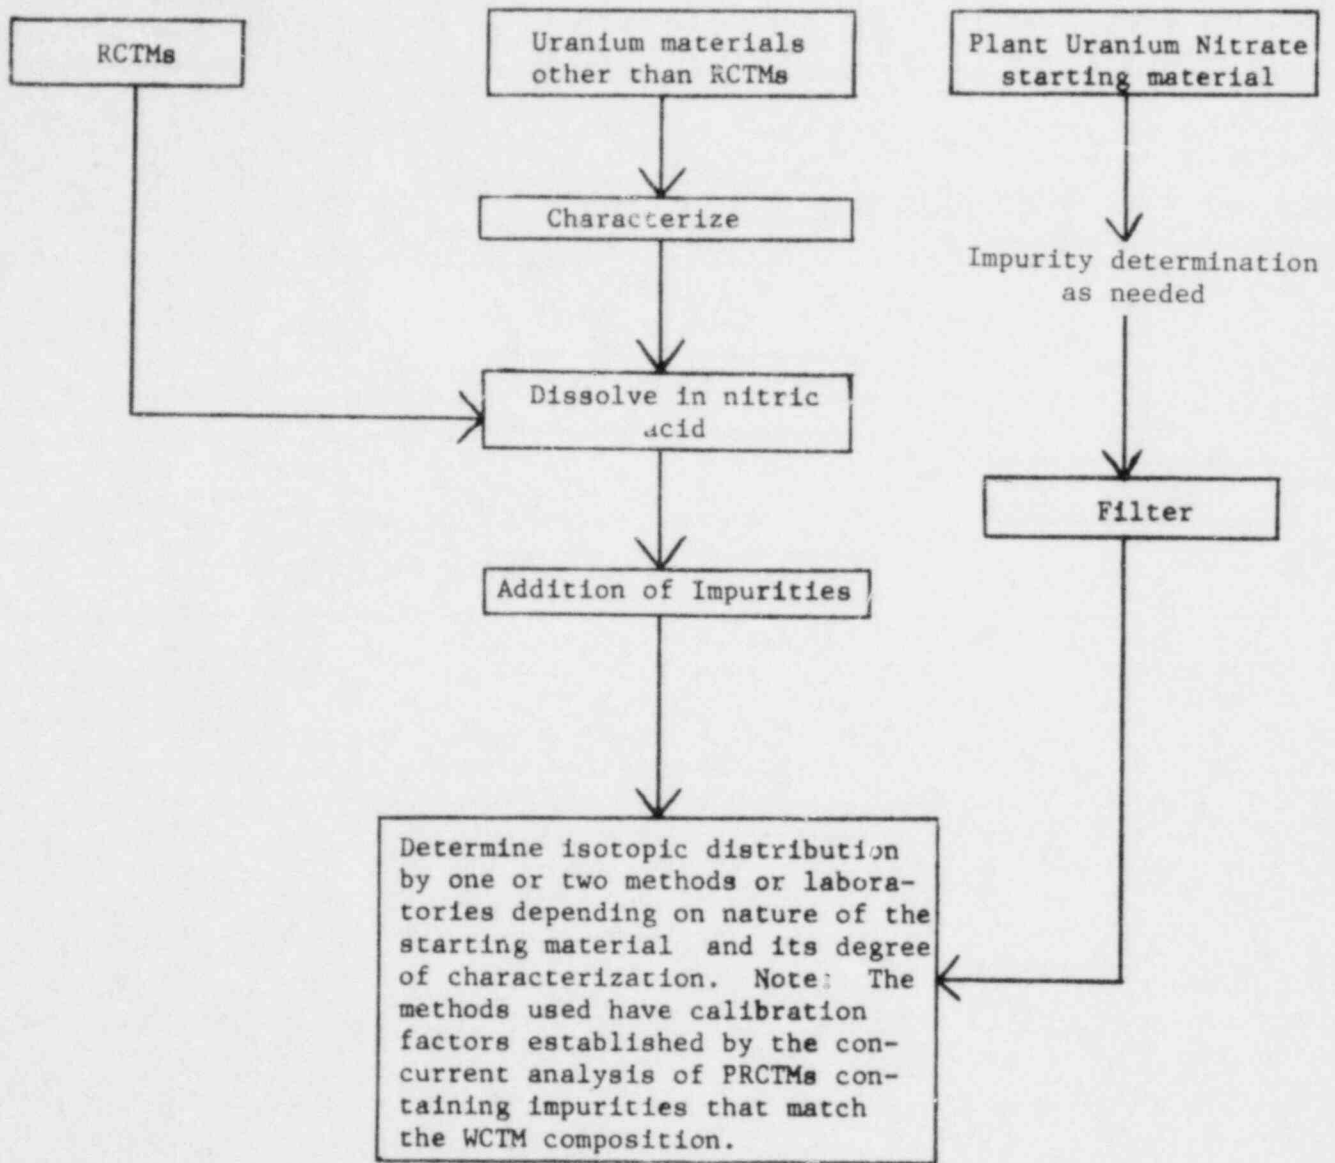 RCTMs
Uranium materials
other than RCTMs
Plant Uranium Nitrate
starting material
Characterize
Impurity determination
as needed
Dissolve in nitric
acid
Filter
Addition of Impurities
Determine isotopic distribution
by one or two methods or labora-
tories depending on nature of the
starting material and its degree
of characterization. Note: The
methods used have calibration
factors established by the con-
current analysis of PRCTMs con-
taining impurities that match
the WCTM composition.